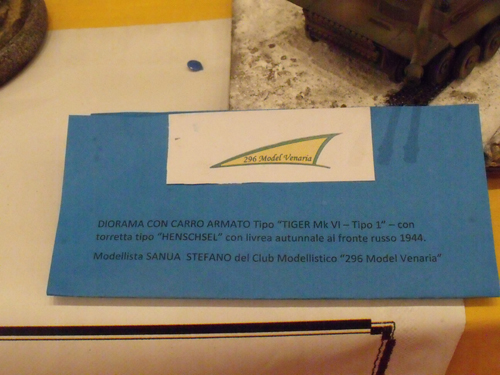 296 Model Venaria
DIORAMA CON CARRO ARMATO Tipo "TIGER Mk VI – Tipo 1" – con
torretta tipo "HENSCHSEL" con livrea autunnale al fronte russo 1944.
Modellista SANUA STEFANO del Club Modellistico "296 Model Venaria"